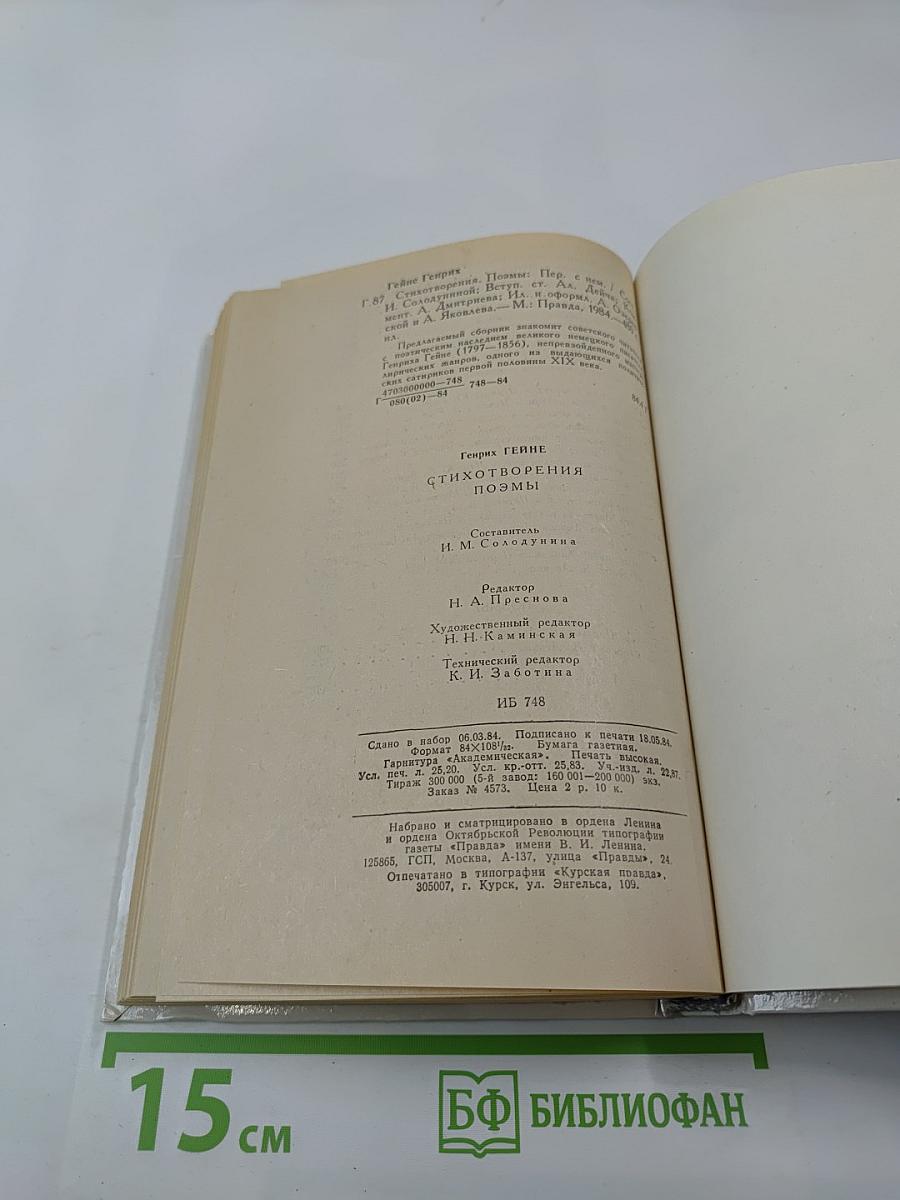 Гейне Генрих
Г 87 Стихотворения. Поэмы: Пер. с нем. /
И. Солодуниной; Вступ. ст. Ал. Дейча;
мент. А. Дмитриева; Ил. и оформл. А.
ской и А. Яковлева.— М.: Правда, 1984.—
ил.
Предлагаемый сборник знакомит советского
с поэтическим наследием великого немецкого
Генриха Гейне (1797—1856), непревзойденного
лирических жанров, одного из выдающихся
ских сатириков первой половины XIX века.
Г 4703000000—748 748—84
080(02)—84
Генрих ГЕЙНЕ
СТИХОТВОРЕНИЯ
ПОЭМЫ
Составитель
И. М. Солодунина
Редактор
Н. А. Преснова
Художественный редактор
Н. Н. Каминская
Технический редактор
К. И. Заботина
ИБ 748
Сдано в набор 06.03.84. Подписано к печати 18.05.84.
Формат 84×108¹/₃₂. Бумага газетная.
Гарнитура «Академическая». Печать высокая.
Усл. печ. л. 25,20. Усл. кр.-отт. 25,83. Уч.-изд. л. 22,87.
Тираж 300 000 (5-й завод: 160 001—200 000) экз.
Заказ № 4573. Цена 2 р. 10 к.
Набрано и сматрицировано в ордена Ленина
и ордена Октябрьской Революции типографии
газеты «Правда» имени В. И. Ленина.
125865, ГСП, Москва, А-137, улица «Правды», 24.
Отпечатано в типографии «Курская правда»,
305007, г. Курск, ул. Энгельса, 109.
15 см
БФ БИБЛИОФАН